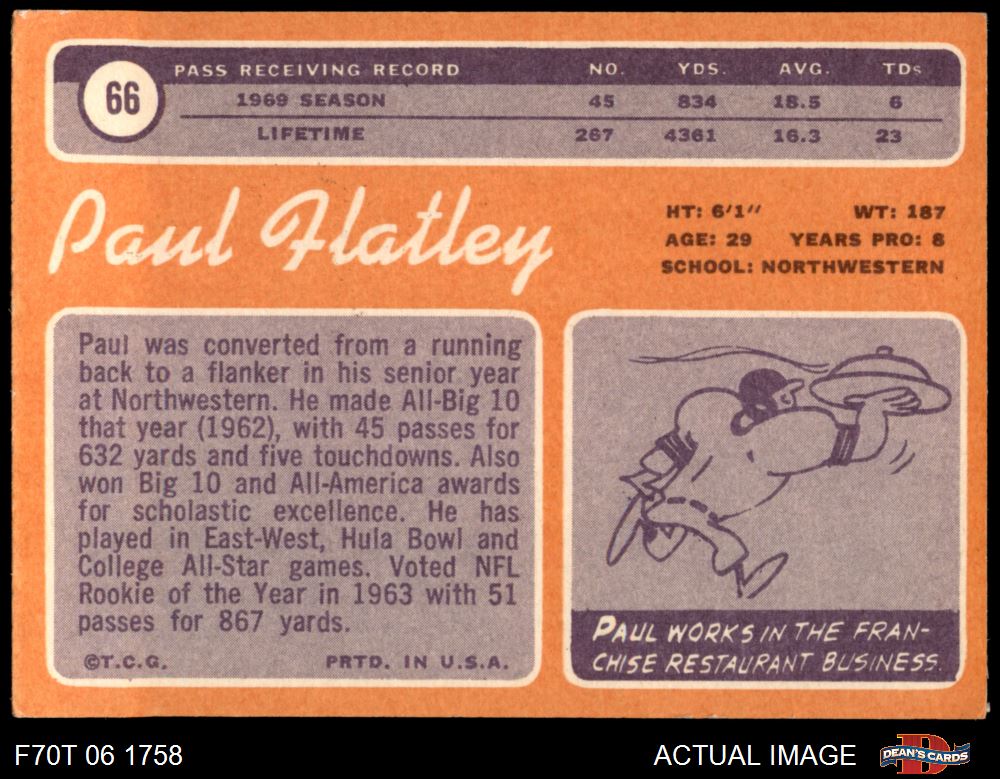 66
PASS RECEIVING RECORD NO. YDS. AVG. TDs
1969 SEASON 45 834 18.5 6
LIFETIME 267 4361 16.3 23
Paul Flatley
HT: 6'1" WT: 187
AGE: 29 YEARS PRO: 8
SCHOOL: NORTHWESTERN
Paul was converted from a running
back to a flanker in his senior year
at Northwestern. He made All-Big 10
that year (1962), with 45 passes for
632 yards and five touchdowns. Also
won Big 10 and All-America awards
for scholastic excellence. He has
played in East-West, Hula Bowl and
College All-Star games. Voted NFL
Rookie of the Year in 1963 with 51
passes for 867 yards.
©T.C.G. PRTD. IN U.S.A.
PAUL WORKS IN THE FRAN-
CHISE RESTAURANT BUSINESS.
F70T 06 1758 ACTUAL IMAGE
DEAN'S CARDS